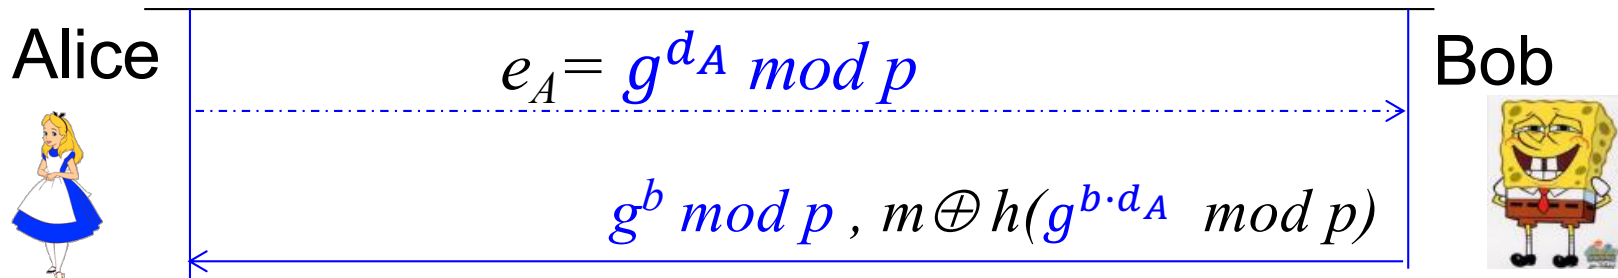 Alice
e_A = g^{d_A} mod p
Bob
g^b mod p , m ⊕ h(g^{b·d_A} mod p)